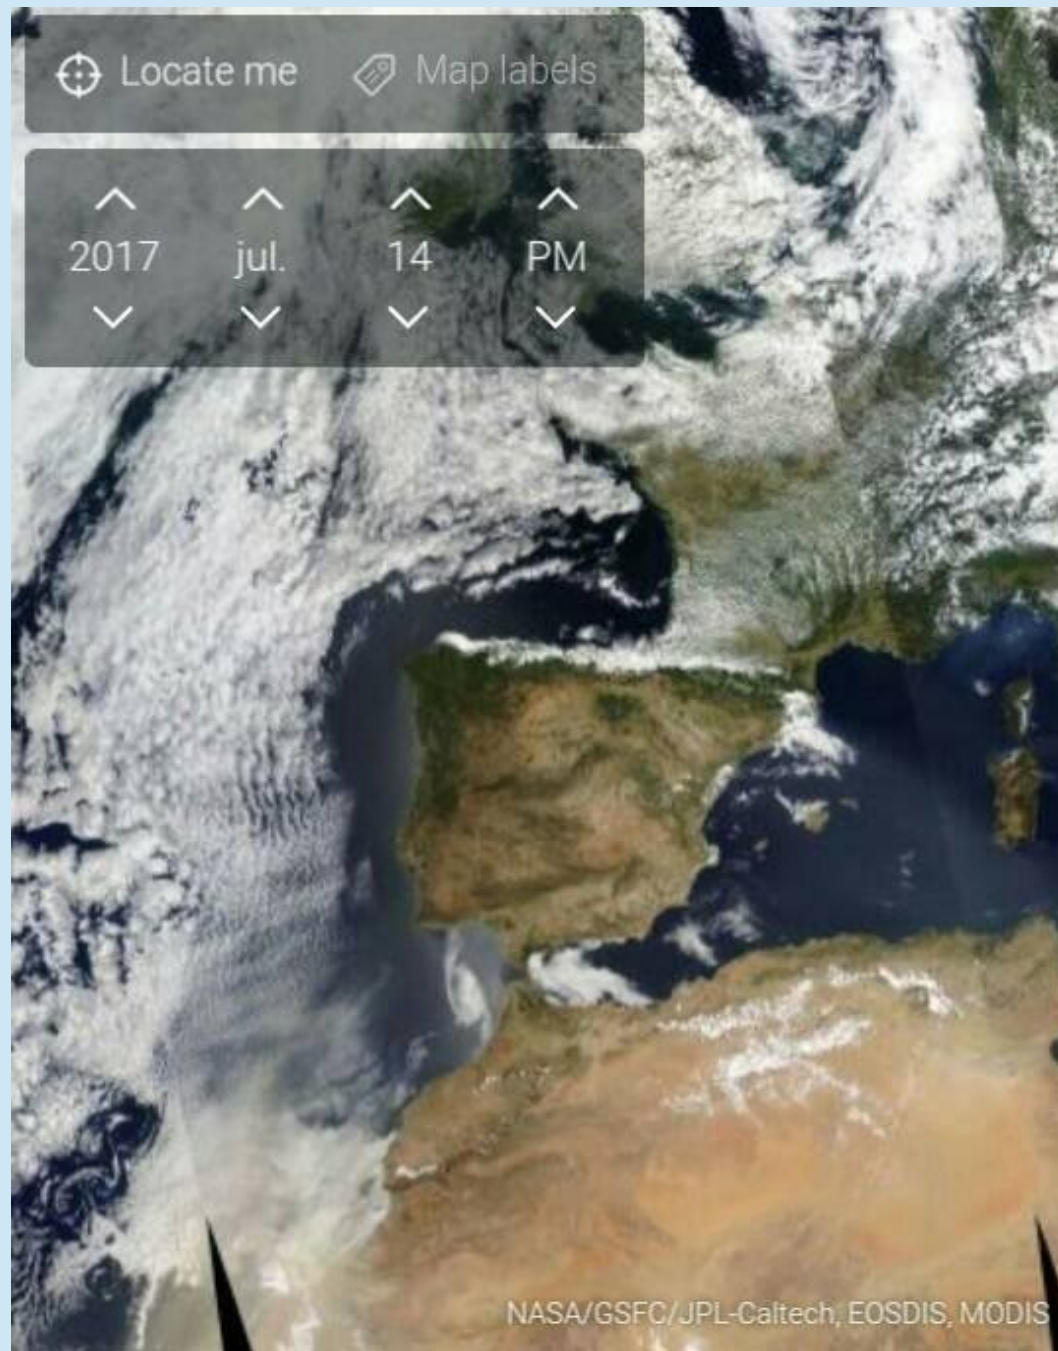 Locate me Map labels
2017 jul. 14 PM
NASA/GSFC/JPL-Caltech, EOSDIS, MODIS